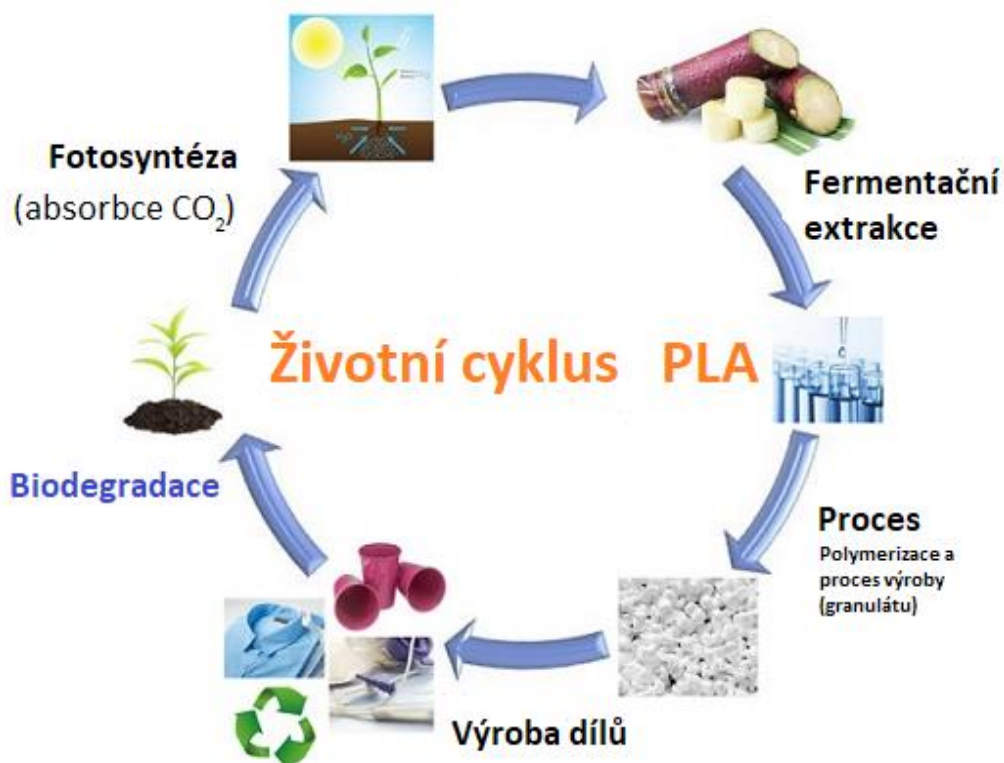 Fotosyntéza
(absorbce CO₂)
Fermentační
extrakce
Životní cyklus PLA
Biodegradace
Proces
Polymerizace a
proces výroby
(granulátu)
Výroba dílů